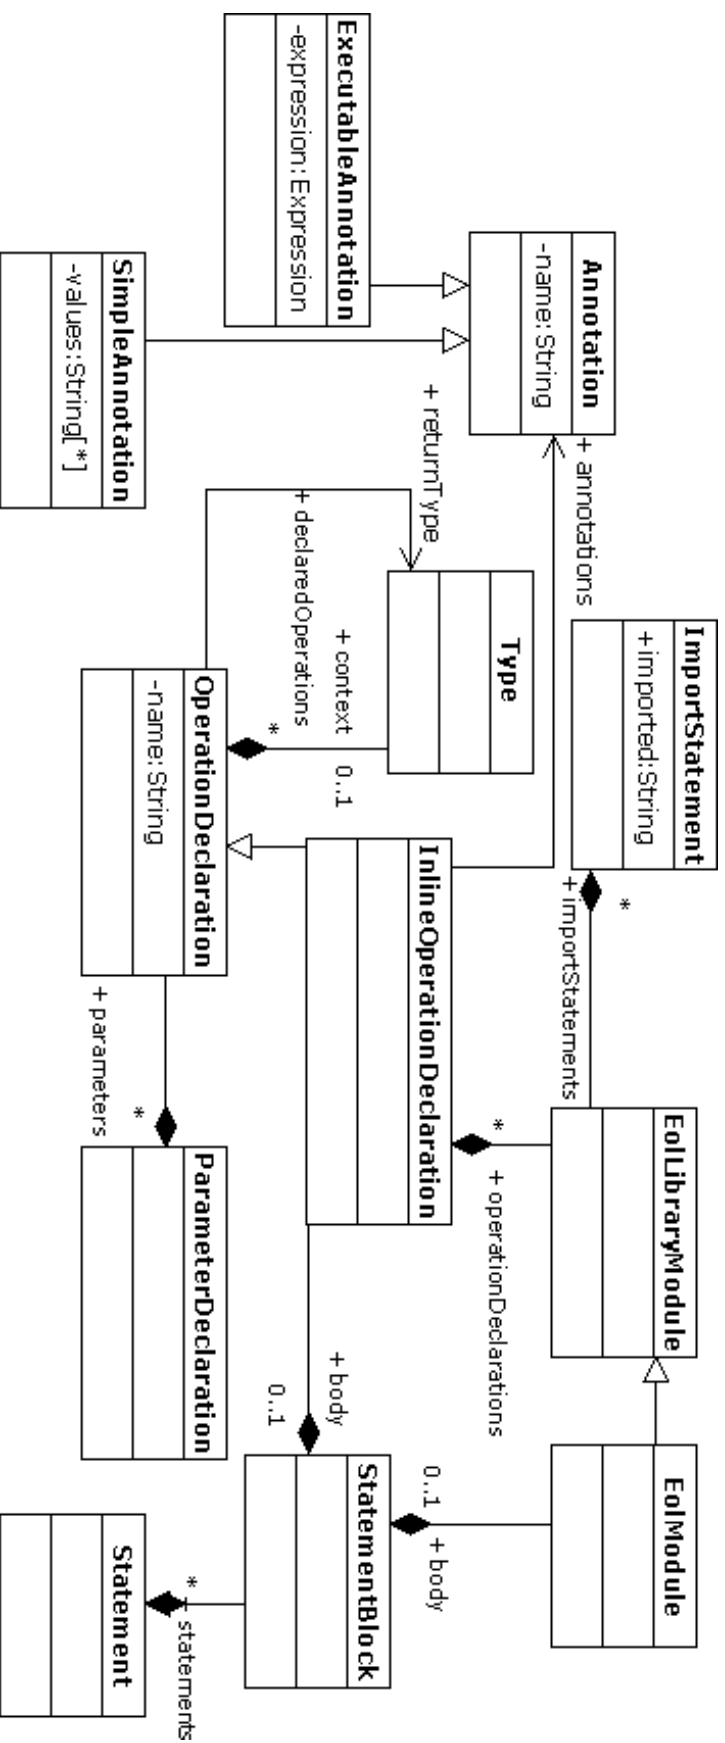 ImportStatement
+imported:String
*
+ importStatements
EolLibraryModule
EolModule
Annotation
-name:String
+ annotations
* 
+ operationDeclarations
0..1
+ body
ExecutableAnnotation
-expression:Expression
+ returnType
Type
InlineOperationDeclaration
+ context
0..1
+ declaredOperations
*
+ body
0..1
StatementBlock
SimpleAnnotation
-values:String[*]
OperationDeclaration
-name:String
+ parameters
*
ParameterDeclaration
*
+ statements
Statement